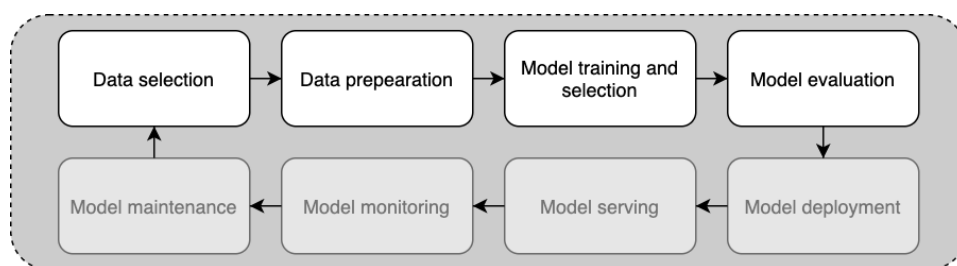 Data selection
Data prepearation
Model training and
selection
Model evaluation
Model maintenance
Model monitoring
Model serving
Model deployment